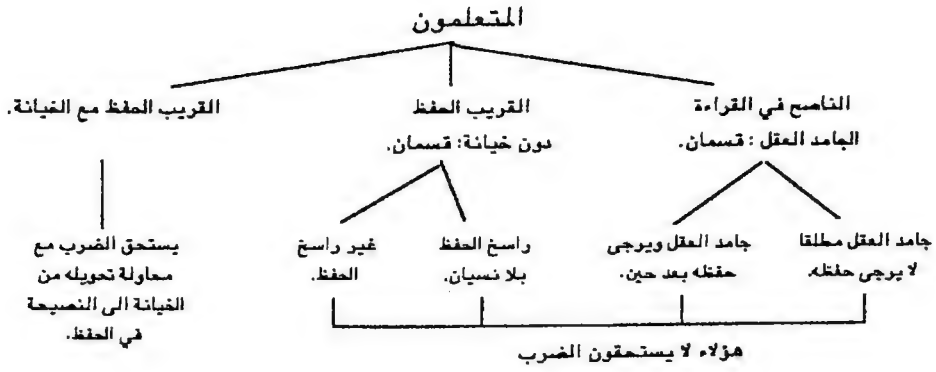 المتعلمون
الناصح في القراءة
الجامد العقل : قسمان.
القريب الحفظ
دون خيانة: قسمان.
القريب الحفظ مع الخيانة.
جامد العقل مطلقا
لا يرجى حفظه.
جامد العقل ويرجى
حفظه بعد حين.
راسخ الحفظ
بلا نسيان.
غير راسخ
الحفظ.
يستحق الضرب مع
محاولة تحويله من
الخيانة الى النصيحة
في الحفظ.
هؤلاء لا يستحقون الضرب